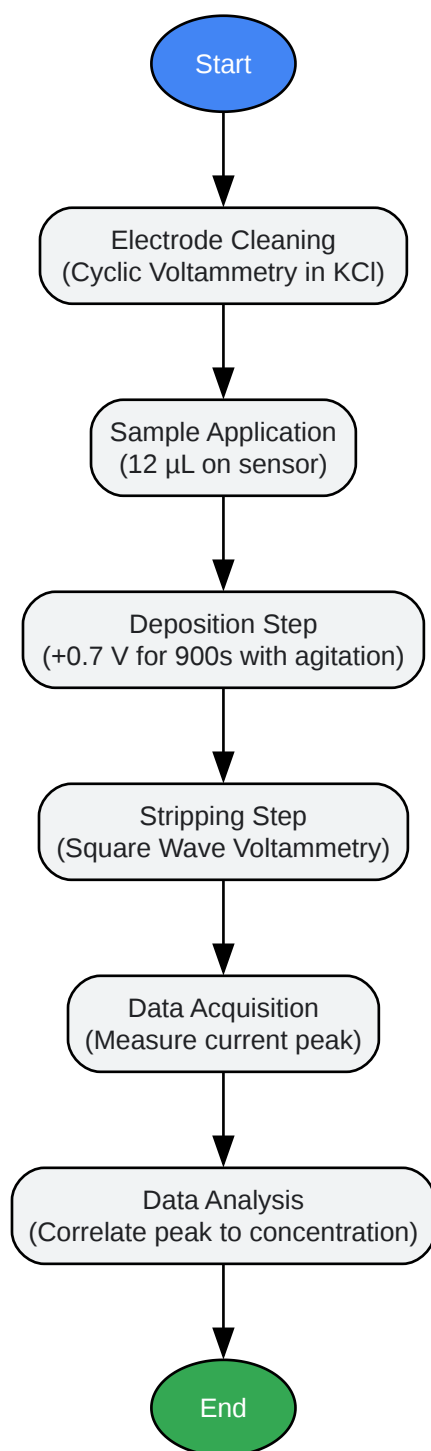 Start
Electrode Cleaning
(Cyclic Voltammetry in KCl)
Sample Application
(12 µL on sensor)
Deposition Step
(+0.7 V for 900s with agitation)
Stripping Step
(Square Wave Voltammetry)
Data Acquisition
(Measure current peak)
Data Analysis
(Correlate peak to concentration)
End